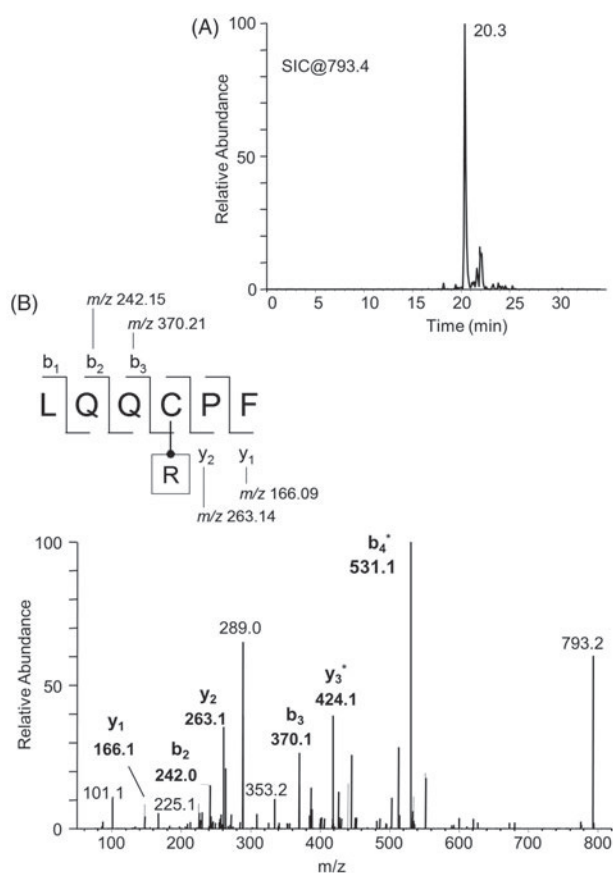 (A)
SIC@793.4
20.3
Relative Abundance
100
50
0
0 5 10 15 20 25 30
Time (min)
(B)
m/z 242.15
m/z 370.21
b1 b2 b3
L Q Q C P F
R
y2 y1
m/z 166.09
m/z 263.14
Relative Abundance
100
50
0
b4*
531.1
793.2
289.0
y3*
424.1
y2
263.1
b3
370.1
y1
166.1
b2
242.0
101.1
225.1
353.2
100 200 300 400 500 600 700 800
m/z